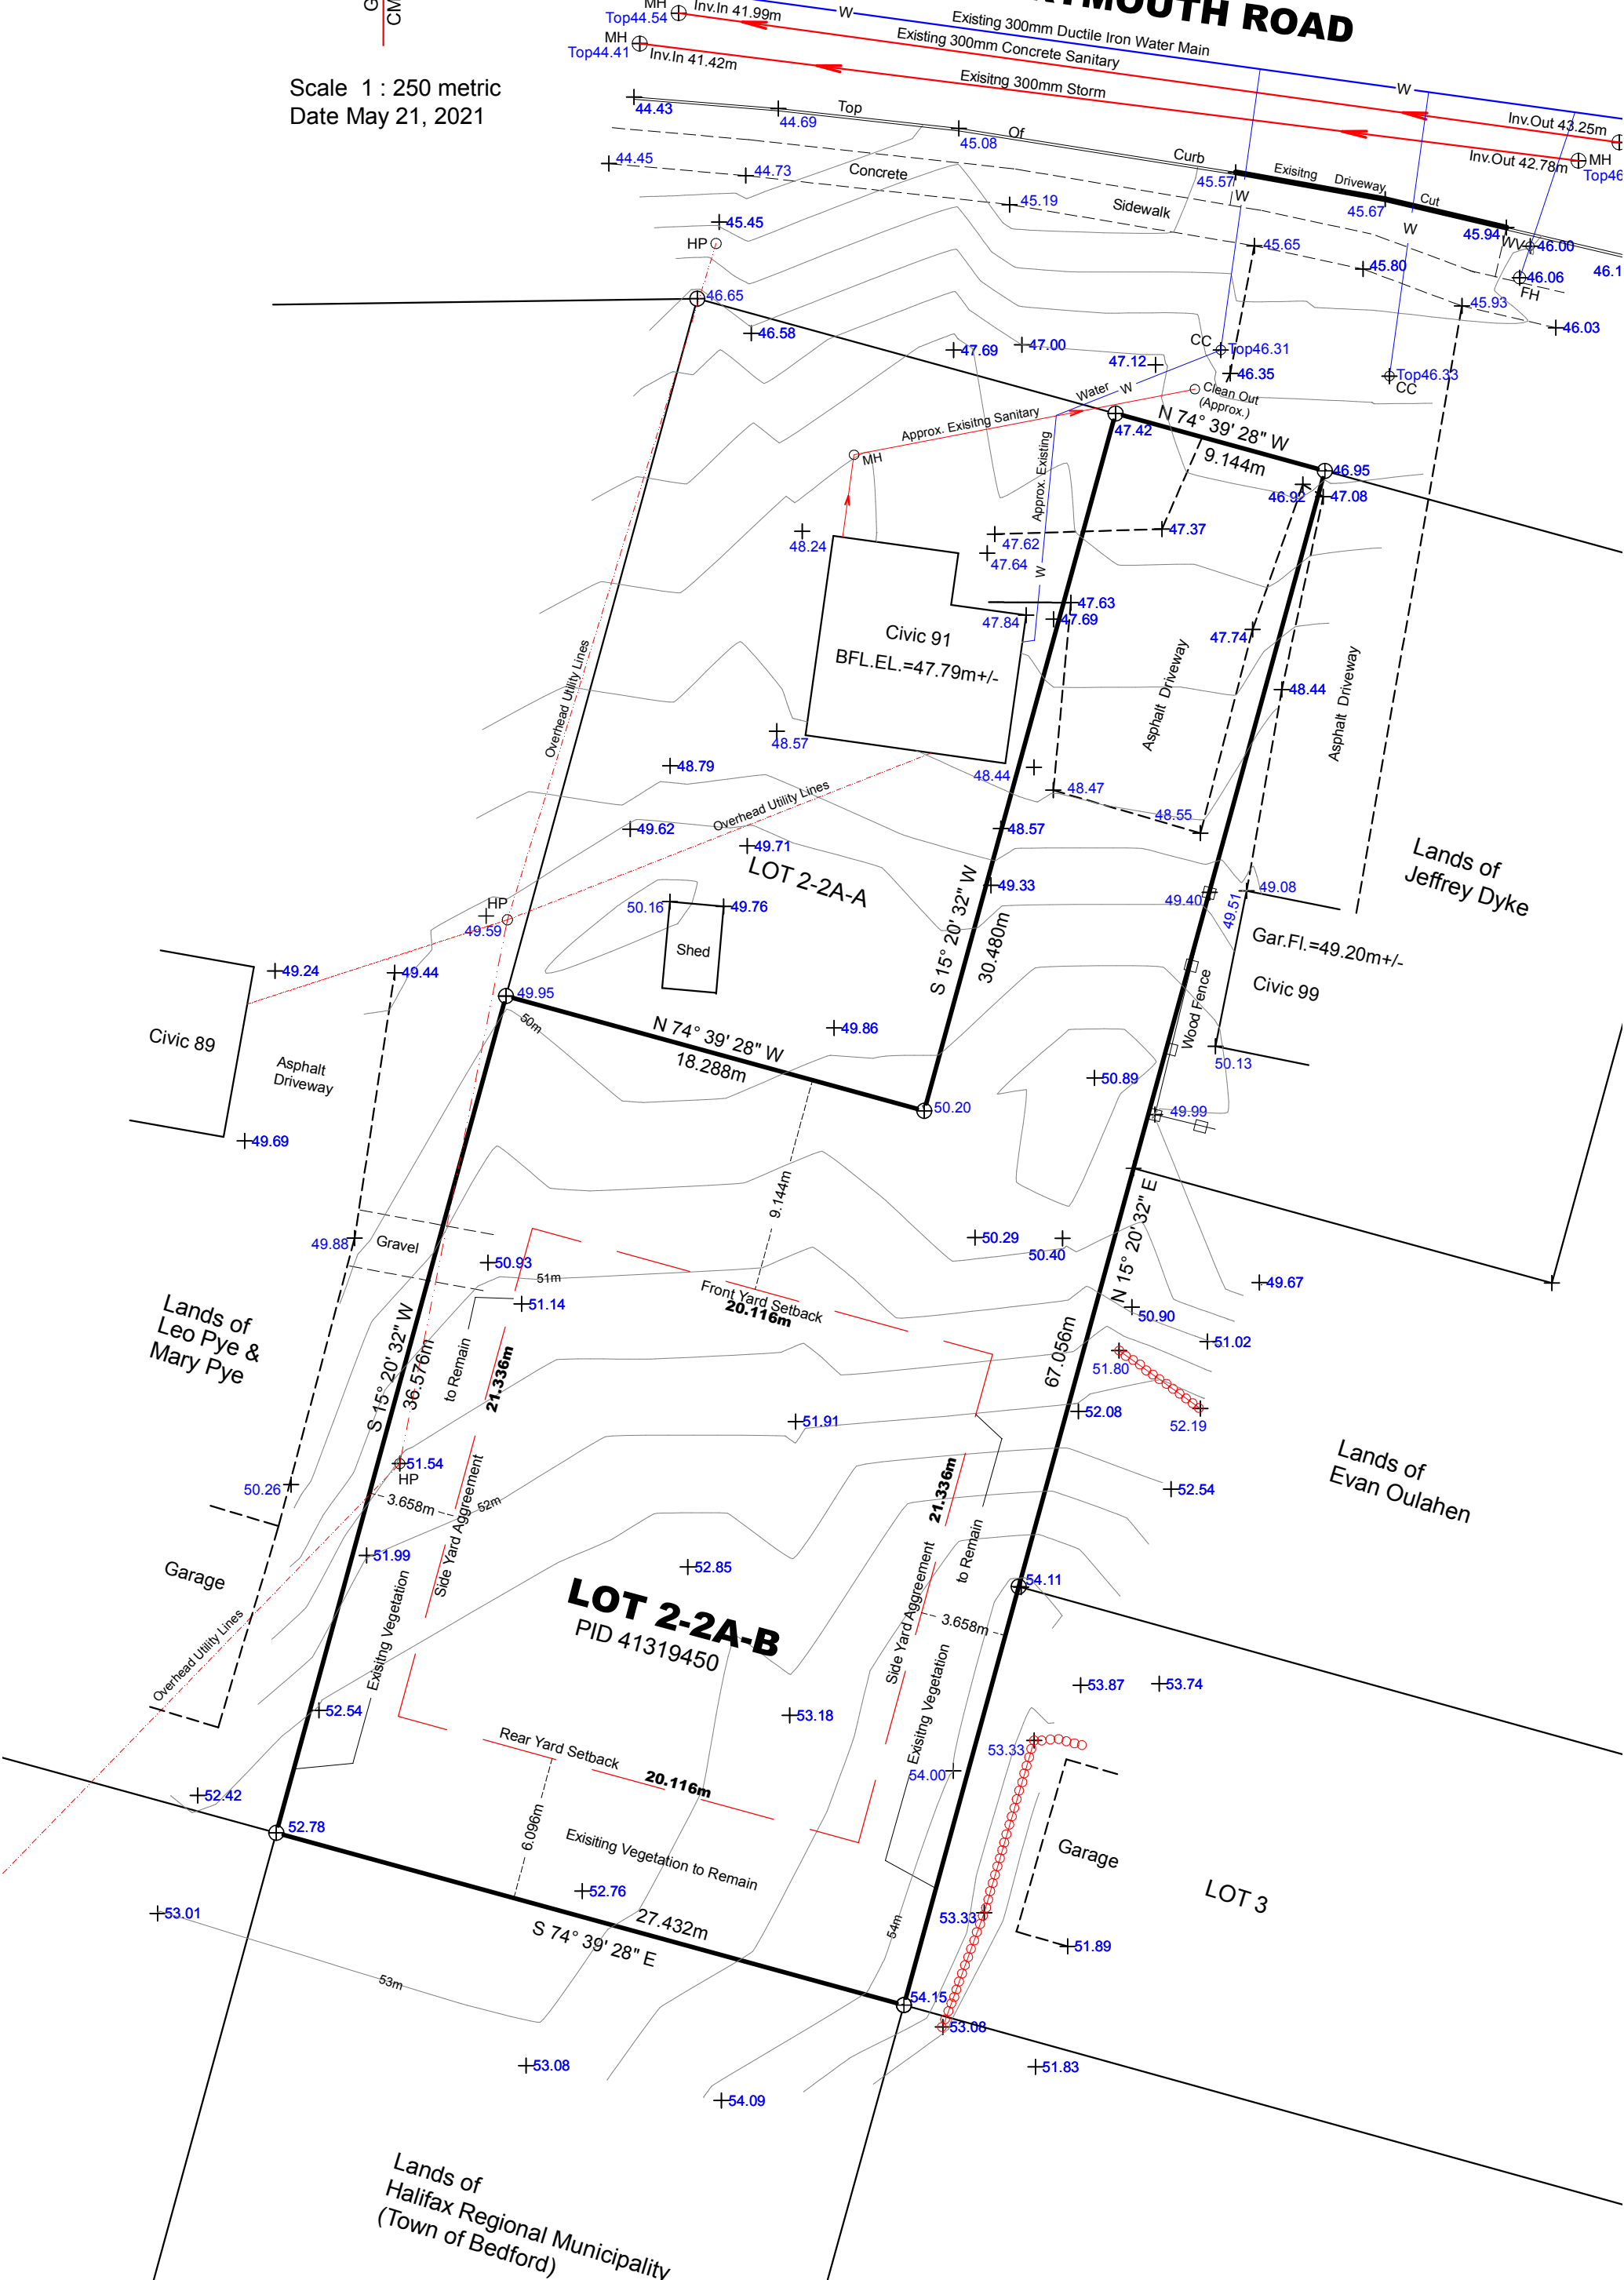 G
CM
Scale 1 : 250 metric
Date May 21, 2021
TMOUTH ROAD
MH
Top44.54
Inv.In 41.99m
W
Existing 300mm Ductile Iron Water Main
Existing 300mm Concrete Sanitary
W
MH
Top44.41
Inv.In 41.42m
Exisitng 300mm Storm
Inv.Out 43.25m
Inv.Out 42.78m
MH
Top46
44.43
44.69
Top
45.08
Of
Curb
45.57
Exisitng
Driveway
45.67
Cut
45.94
WV
46.00
46.1
44.45
44.73
Concrete
45.19
Sidewalk
W
W
45.65
45.80
46.06
FH
45.93
46.03
45.45
HP
46.65
46.58
47.69
47.00
47.12
CC
Top46.31
46.35
Top46.33
CC
Water
W
Clean Out
(Approx.)
Approx. Exisitng Sanitary
MH
47.42
N 74° 39' 28" W
9.144m
46.95
46.92
47.08
Approx. Existing
W
48.24
47.62
47.64
47.37
47.63
47.84
47.69
47.74
Civic 91
BFL.EL.=47.79m+/-
Overhead Utility Lines
Asphalt Driveway
Asphalt Driveway
48.44
48.57
48.79
48.44
48.47
48.55
Overhead Utility Lines
49.62
49.71
48.57
LOT 2-2A-A
49.33
Lands of
Jeffrey Dyke
HP
49.59
50.16
49.76
Shed
S 15° 20' 32" W
30.480m
49.40
49.51
49.08
Gar.Fl.=49.20m+/-
Civic 99
Wood Fence
50.13
49.24
49.44
Civic 89
Asphalt
Driveway
49.69
49.95
50m
N 74° 39' 28" W
18.288m
49.86
50.20
50.89
49.99
9.144m
49.88
Gravel
50.93
51m
51.14
Front Yard Setback
20.116m
50.29
50.40
N 15° 20' 32" E
67.056m
49.67
50.90
51.02
51.80
52.19
52.08
52.54
Lands of
Leo Pye &
Mary Pye
S 15° 20' 32" W
36.576m
to Remain
21.336m
51.91
51.54
HP
3.658m
52m
Side Yard Aggreement
50.26
51.99
Exisitng Vegetation
Garage
Overhead Utility Lines
52.54
52.42
52.78
52.85
LOT 2-2A-B
PID 41319450
53.18
21.336m
Side Yard Aggreement
to Remain
3.658m
Exisitng Vegetation
54.11
Lands of
Evan Oulahen
53.87
53.74
53.33
54.00
Rear Yard Setback
20.116m
6.096m
Exisiting Vegetation to Remain
52.76
27.432m
S 74° 39' 28" E
54m
53.33
Garage
51.89
LOT 3
53.01
53m
54.15
53.08
53.08
54.09
51.83
Lands of
Halifax Regional Municipality
(Town of Bedford)